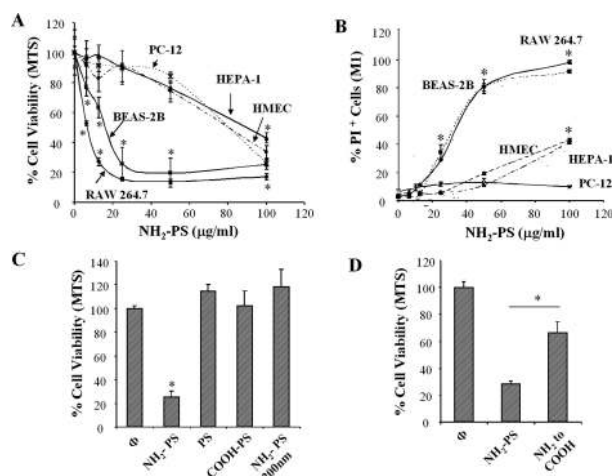 A
% Cell Viability (MTS)
120
100
80
60
40
20
0
PC-12
HEPA-1
BEAS-2B
HMEC
RAW 264.7
*
*
*
*
*
*
*
*
0 20 40 60 80 100 120
NH2-PS (µg/ml)
B
% PI + Cells (M1)
120
100
80
60
40
20
0
RAW 264.7
BEAS-2B
HMEC
HEPA-1
PC-12
*
*
*
*
0 20 40 60 80 100 120
NH2-PS (µg/ml)
C
% Cell Viability (MTS)
140
120
100
80
60
40
20
0
*
Φ
NH2- PS
PS
COOH-PS
NH2- PS
D
% Cell Viability (MTS)
120
100
80
60
40
20
0
*
Φ
NH2-PS
NH2 to
COOH